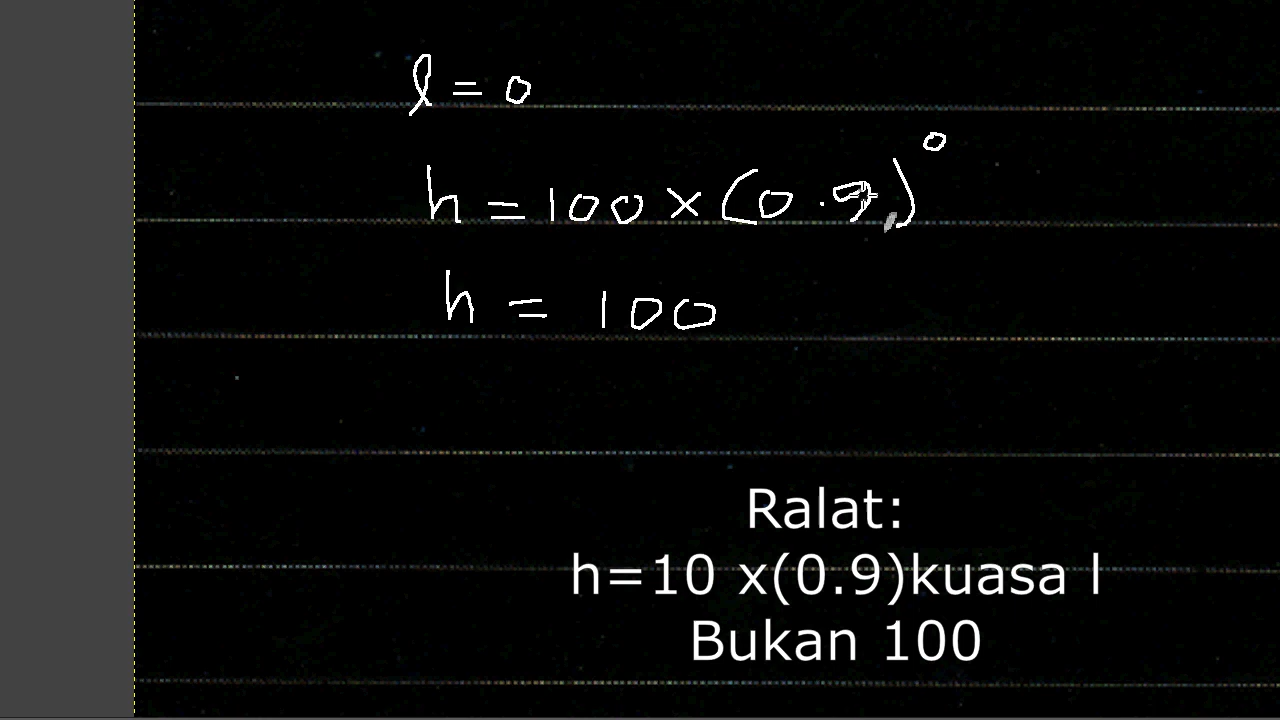 l = 0
h = 100 × (0.9)⁰
h = 100
Ralat:
h=10 x(0.9)kuasa l
Bukan 100